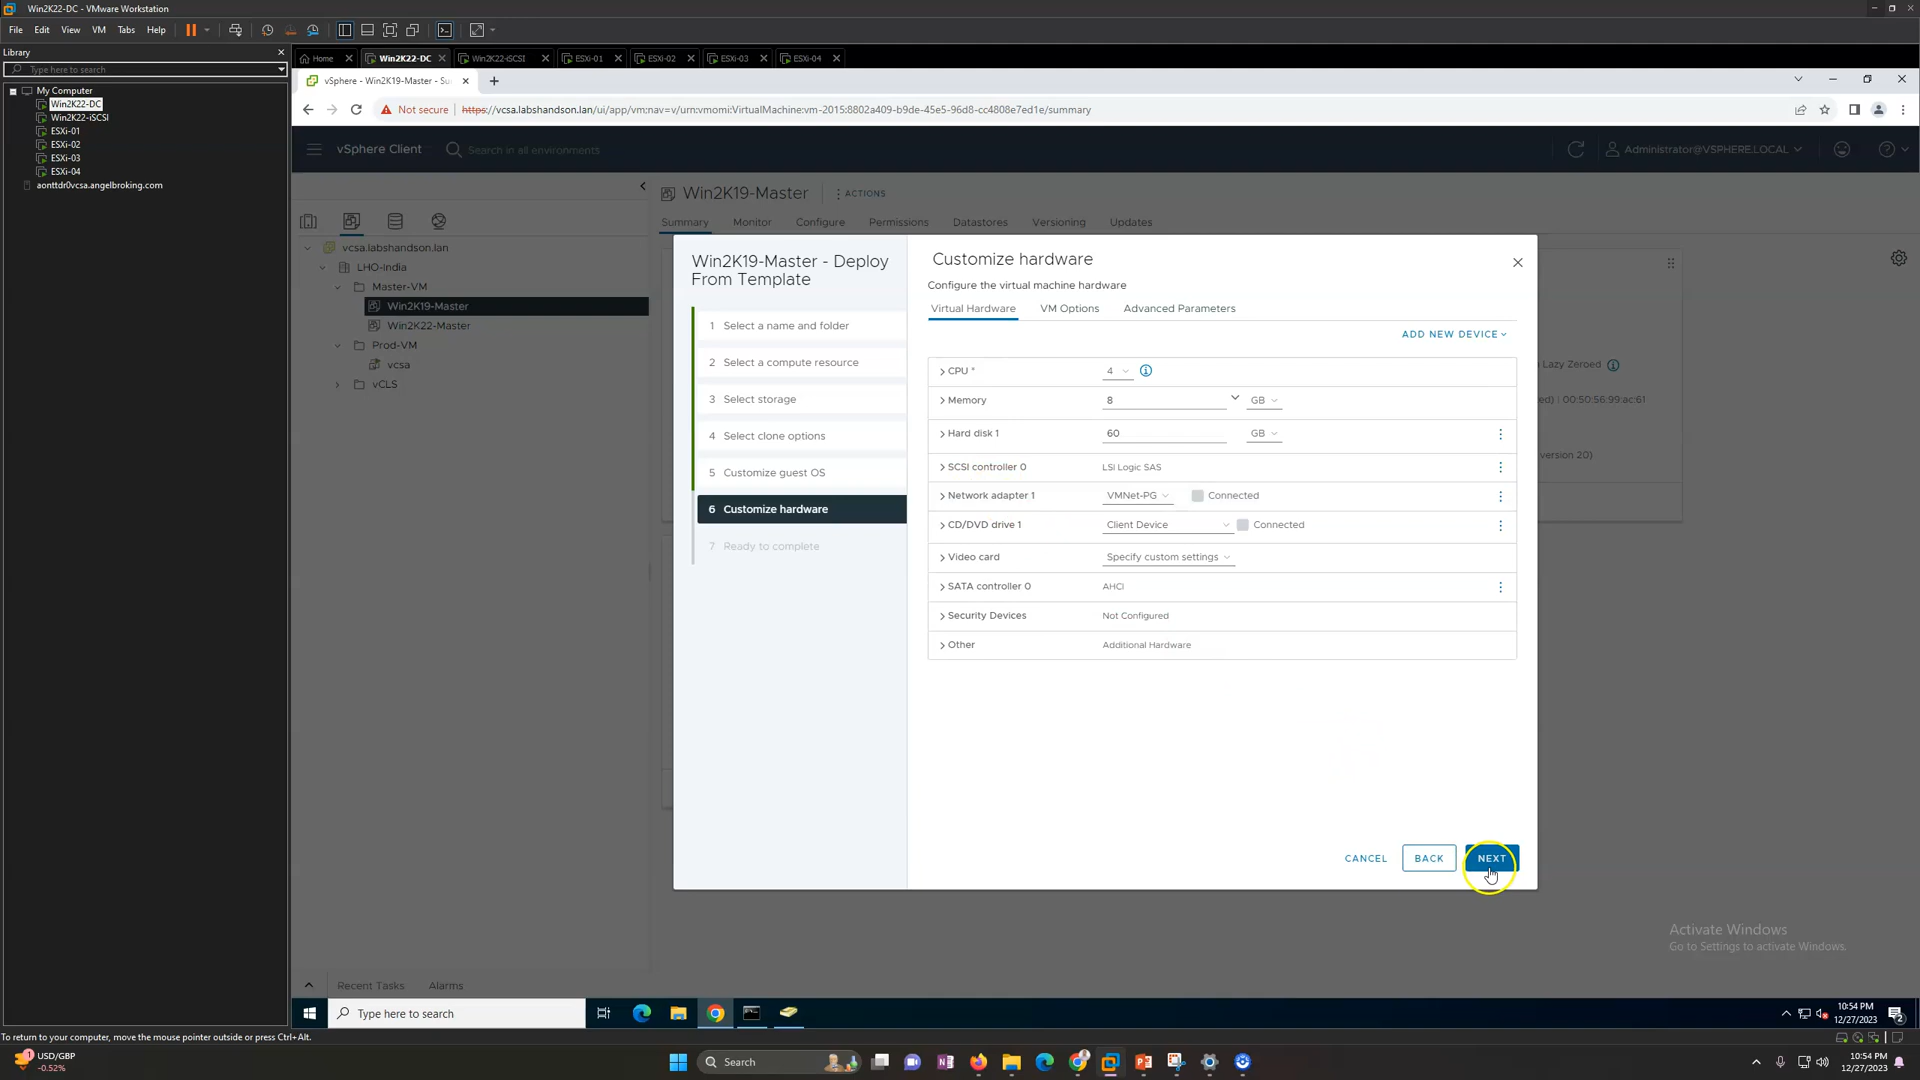 Win2K22-DC - VMware Workstation
File Edit View VM Tabs Help
Library
Type here to search
My Computer
Win2K22-DC
Win2K22-iSCSI
ESXi-01
ESXi-02
ESXi-03
ESXi-04
aonttdr0vcsa.angelbroking.com
Home Win2K22-DC Win2K22-iSCSI ESXi-01 ESXi-02 ESXi-03 ESXi-04
vSphere - Win2K19-Master - Su
Not secure https://vcsa.labshandson.lan/ui/app/vm;nav=v/urn:vmomi:VirtualMachine:vm-2015:8802a409-b9de-45e5-96d8-cc4808e7ed1e/summary
vSphere Client Search in all environments Administrator@VSPHERE.LOCAL
Win2K19-Master ACTIONS
Summary Monitor Configure Permissions Datastores Versioning Updates
vcsa.labshandson.lan
LHO-India
Master-VM
Win2K19-Master
Win2K22-Master
Prod-VM
vcsa
vCLS
Win2K19-Master - Deploy
From Template
1 Select a name and folder
2 Select a compute resource
3 Select storage
4 Select clone options
5 Customize guest OS
6 Customize hardware
7 Ready to complete
Customize hardware
Configure the virtual machine hardware
Virtual Hardware VM Options Advanced Parameters
ADD NEW DEVICE
CPU * 4
Memory 8 GB
Hard disk 1 60 GB
SCSI controller 0 LSI Logic SAS
Network adapter 1 VMNet-PG Connected
CD/DVD drive 1 Client Device Connected
Video card Specify custom settings
SATA controller 0 AHCI
Security Devices Not Configured
Other Additional Hardware
CANCEL BACK NEXT
Lazy Zeroed
ed) | 00:50:56:99:ac:61
version 20)
Activate Windows
Go to Settings to activate Windows.
Recent Tasks Alarms
Type here to search
10:54 PM
12/27/2023
2
To return to your computer, move the mouse pointer outside or press Ctrl+Alt.
1
USD/GBP
-0.52%
Search
10:54 PM
12/27/2023